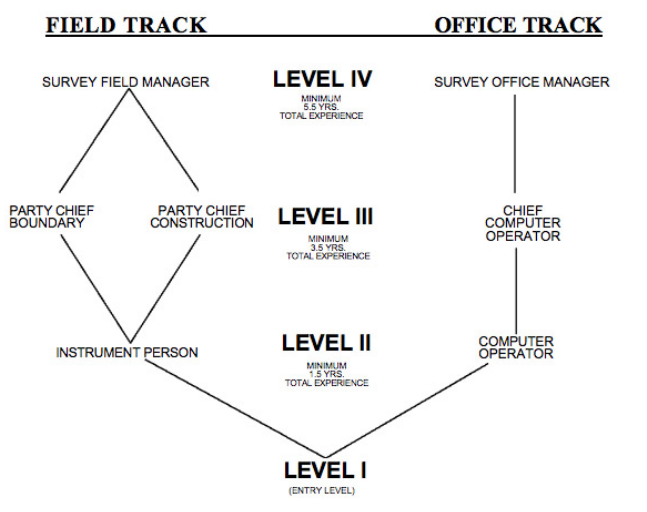 FIELD TRACK
OFFICE TRACK
SURVEY FIELD MANAGER
LEVEL IV
MINIMUM
5.5 YRS.
TOTAL EXPERIENCE
SURVEY OFFICE MANAGER
PARTY CHIEF
BOUNDARY
PARTY CHIEF
CONSTRUCTION
LEVEL III
MINIMUM
3.5 YRS.
TOTAL EXPERIENCE
CHIEF
COMPUTER
OPERATOR
INSTRUMENT PERSON
LEVEL II
MINIMUM
1.5 YRS.
TOTAL EXPERIENCE
COMPUTER
OPERATOR
LEVEL I
(ENTRY LEVEL)